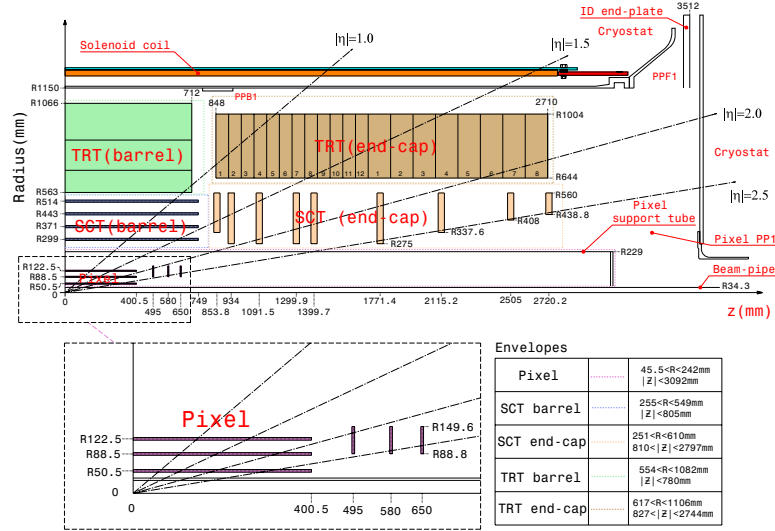 3512
ID end-plate
Cryostat
Solenoid coil
|η|=1.0
|η|=1.5
PPF1
R1150
PPB1
R1066
712
848
2710
R1004
TRT(barrel)
TRT(end-cap)
|η|=2.0
Radius(mm)
Cryostat
1 2 3 4 5 6 7 8 9 10 11 12 1 2 3 4 5 6 7 8
R644
|η|=2.5
R563
R514
R443
R371
R299
SCT(barrel)
SCT (end-cap)
R560
R438.8
R408
R337.6
R275
Pixel
support tube
Pixel PP1
R229
R122.5
R88.5
R50.5
0
Pixel
Beam-pipe
R34.3
0
400.5 580 749 934 1299.9 1771.4 2115.2 2505 2720.2
495 650 853.8 1091.5 1399.7
z(mm)
Pixel
R149.6
R122.5
R88.5
R88.8
R50.5
0
0
400.5
495
580
650
Envelopes
Pixel
45.5<R<242mm
|Z|<3092mm
SCT barrel
255<R<549mm
|Z|<805mm
SCT end-cap
251<R<610mm
810<|Z|<2797mm
TRT barrel
554<R<1082mm
|Z|<780mm
TRT end-cap
617<R<1106mm
827<|Z|<2744mm